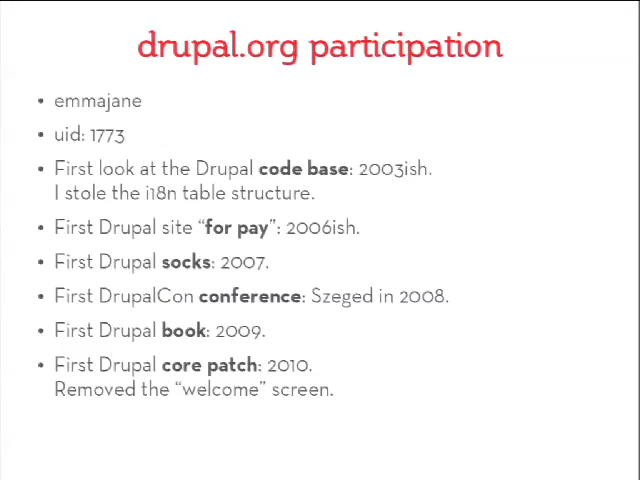 drupal.org participation
• emmajane
• uid: 1773
• First look at the Drupal code base: 2003ish.
I stole the i18n table structure.
• First Drupal site “for pay”: 2006ish.
• First Drupal socks: 2007.
• First DrupalCon conference: Szeged in 2008.
• First Drupal book: 2009.
• First Drupal core patch: 2010.
Removed the “welcome” screen.